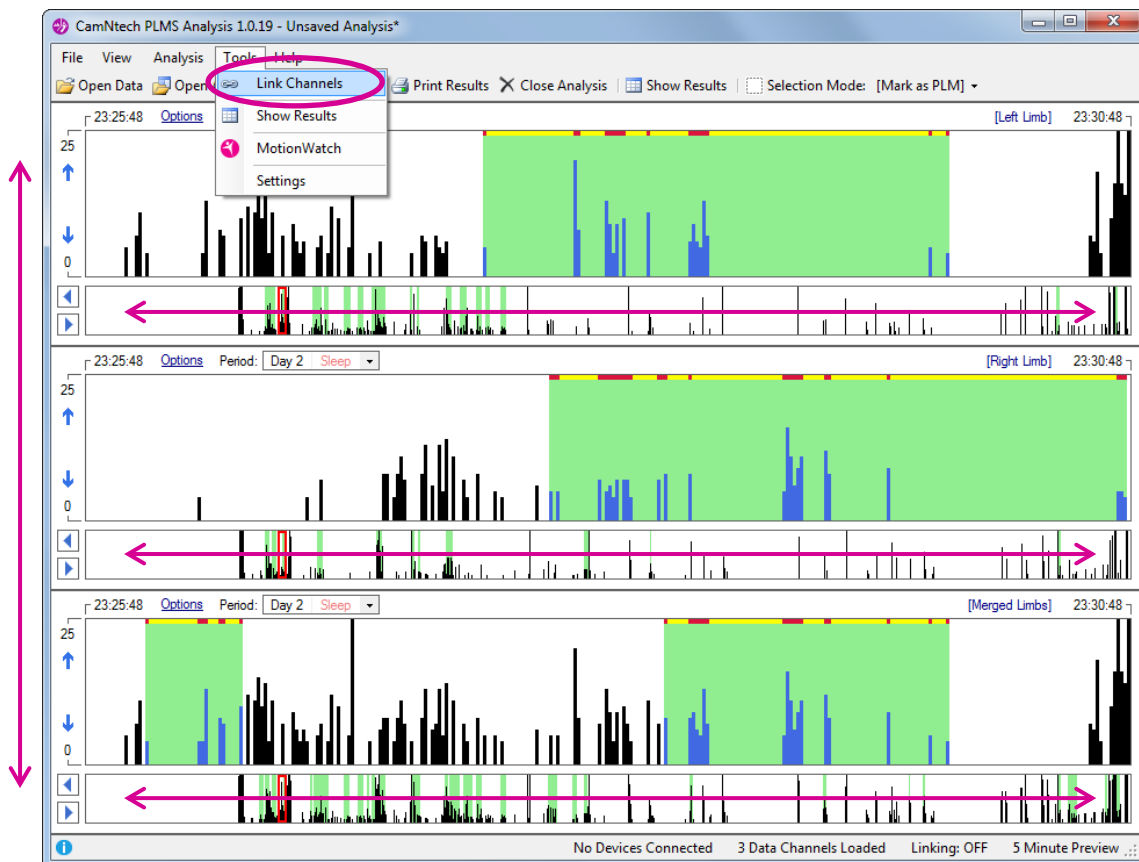 CamNtech PLMS Analysis 1.0.19 - Unsaved Analysis*
File View Analysis Tools Help
Open Data Open Print Results Close Analysis Show Results Selection Mode: [Mark as PLM]
Link Channels
Show Results
MotionWatch
Settings
23:25:48 Options [Left Limb] 23:30:48
25
0
23:25:48 Options Period: Day 2 Sleep [Right Limb] 23:30:48
25
0
23:25:48 Options Period: Day 2 Sleep [Merged Limbs] 23:30:48
25
0
No Devices Connected 3 Data Channels Loaded Linking: OFF 5 Minute Preview